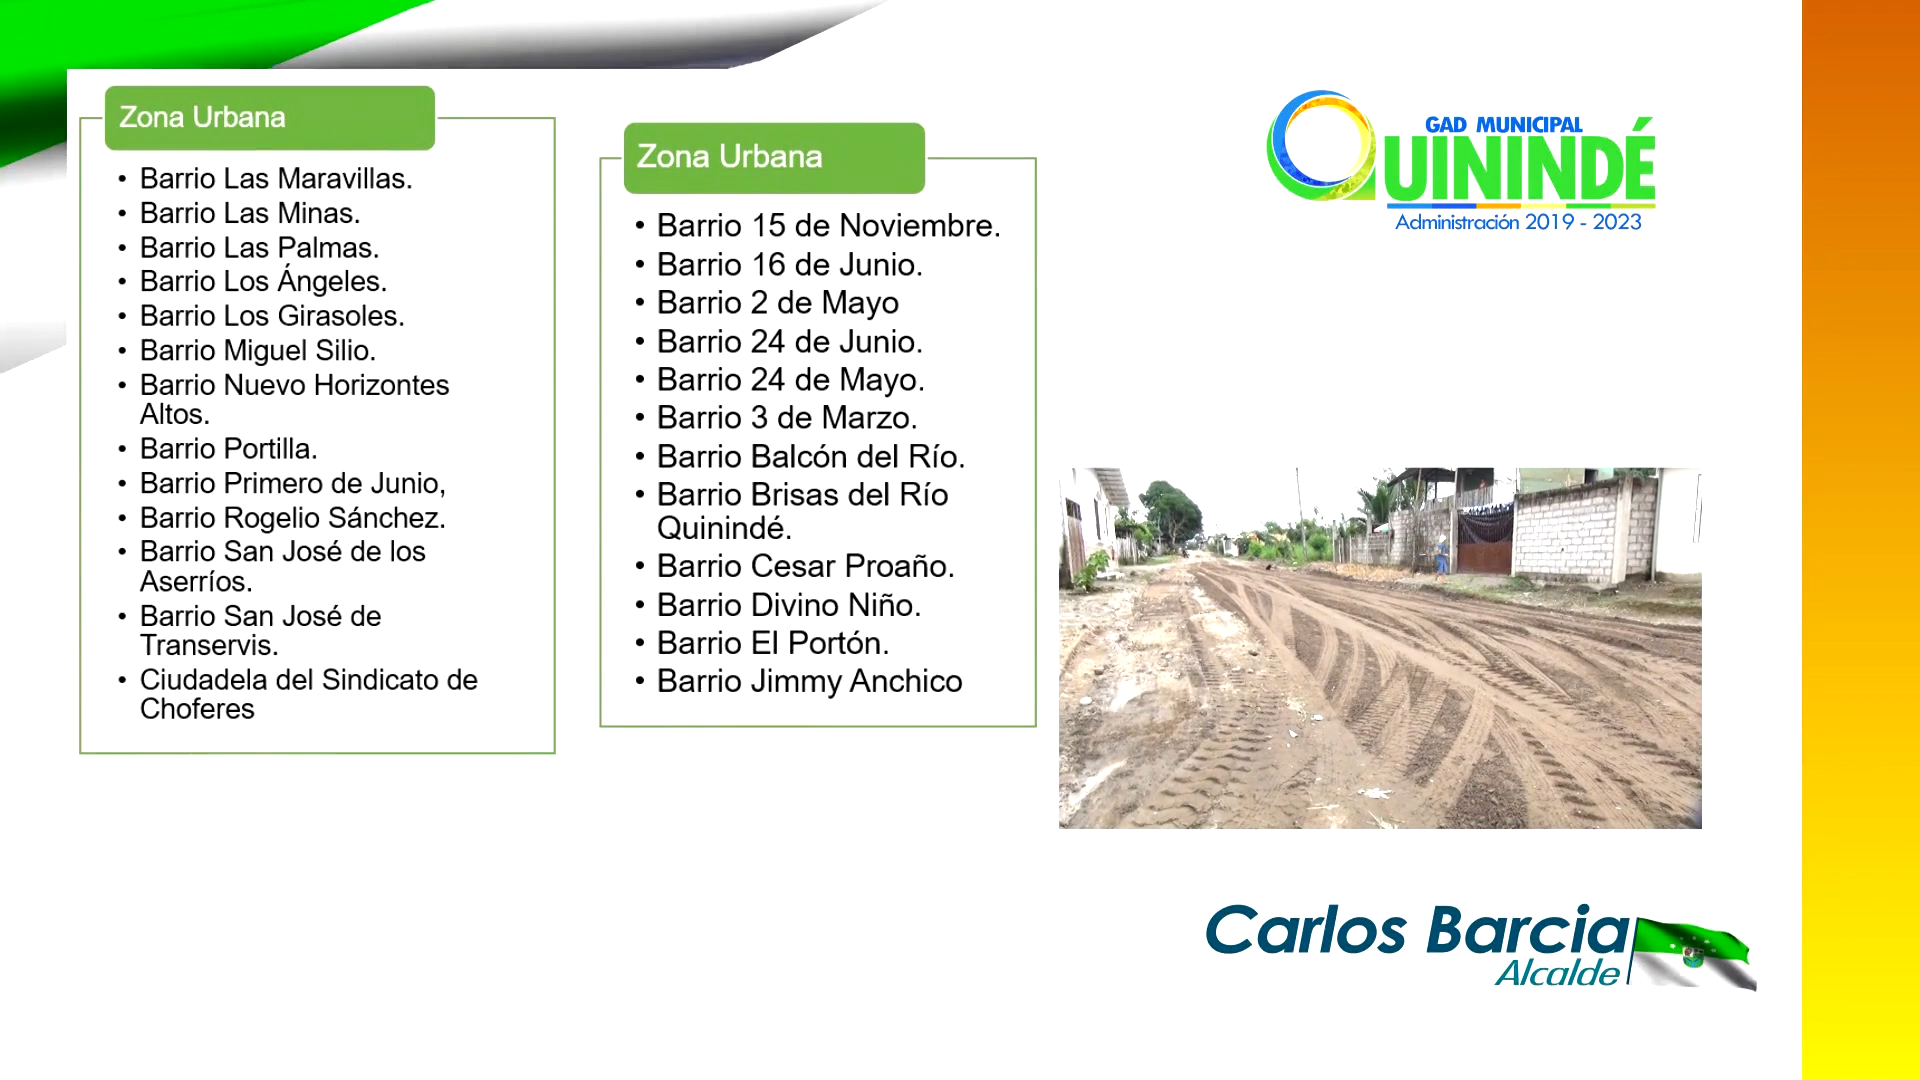 Zona Urbana
• Barrio Las Maravillas.
• Barrio Las Minas.
• Barrio Las Palmas.
• Barrio Los Ángeles.
• Barrio Los Girasoles.
• Barrio Miguel Silio.
• Barrio Nuevo Horizontes
Altos.
• Barrio Portilla.
• Barrio Primero de Junio,
• Barrio Rogelio Sánchez.
• Barrio San José de los
Aserríos.
• Barrio San José de
Transervis.
• Ciudadela del Sindicato de
Choferes
Zona Urbana
• Barrio 15 de Noviembre.
• Barrio 16 de Junio.
• Barrio 2 de Mayo
• Barrio 24 de Junio.
• Barrio 24 de Mayo.
• Barrio 3 de Marzo.
• Barrio Balcón del Río.
• Barrio Brisas del Río
Quinindé.
• Barrio Cesar Proaño.
• Barrio Divino Niño.
• Barrio El Portón.
• Barrio Jimmy Anchico
GAD MUNICIPAL
QUININDÉ
Administración 2019 - 2023
Carlos Barcia
Alcalde